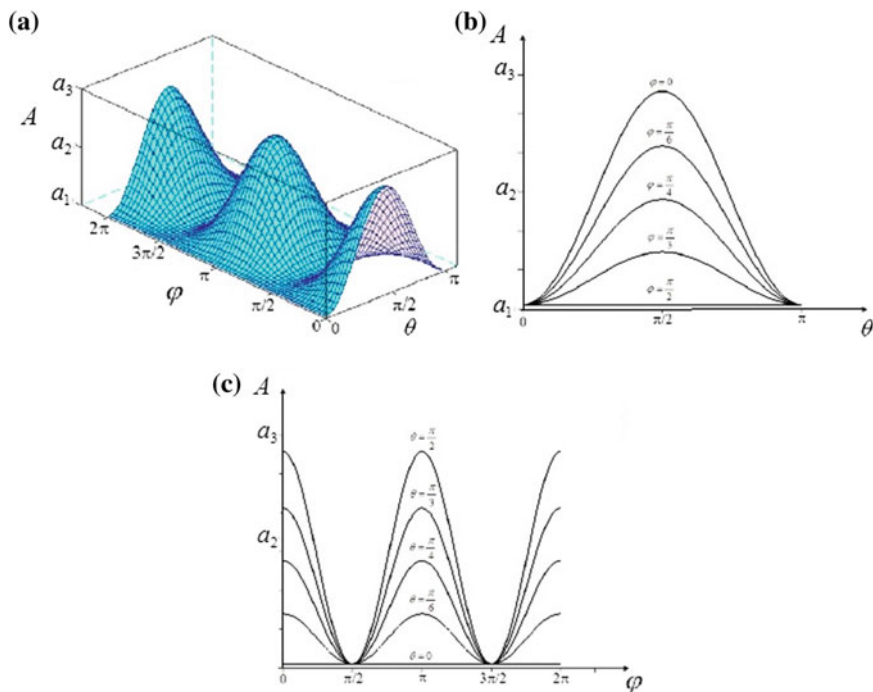 (a)
A
a₃
a₂
a₁
2π
3π/2
π
π/2
0
φ
0
π/2
π
θ
(b)
A
a₃
a₂
a₁
φ = 0
φ = π/6
φ = π/4
φ = π/3
φ = π/2
0
π/2
π
θ
(c)
A
a₃
a₂
θ = π/2
θ = π/3
θ = π/4
θ = π/6
θ = 0
0
π/2
π
3π/2
2π
φ